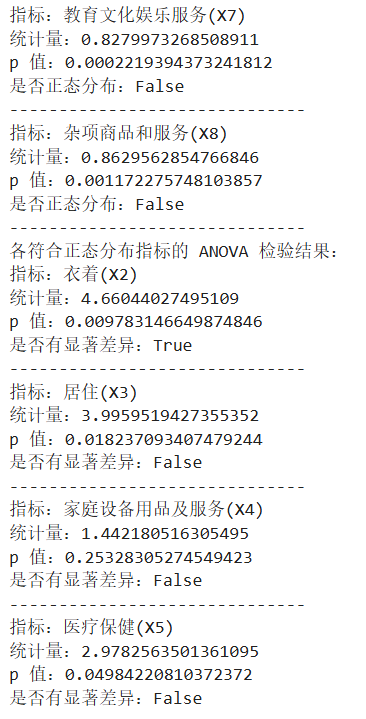 指标：教育文化娱乐服务(X7)
统计量：0.8279973268508911
p 值：0.0002219394373241812
是否正态分布：False
------------------------------
指标：杂项商品和服务(X8)
统计量：0.8629562854766846
p 值：0.001172275748103857
是否正态分布：False
------------------------------
各符合正态分布指标的 ANOVA 检验结果：
指标：衣着(X2)
统计量：4.66044027495109
p 值：0.009783146649874846
是否有显著差异：True
------------------------------
指标：居住(X3)
统计量：3.9959519427355352
p 值：0.018237093407479244
是否有显著差异：False
------------------------------
指标：家庭设备用品及服务(X4)
统计量：1.442180516305495
p 值：0.25328305274549423
是否有显著差异：False
------------------------------
指标：医疗保健(X5)
统计量：2.9782563501361095
p 值：0.04984220810372372
是否有显著差异：False